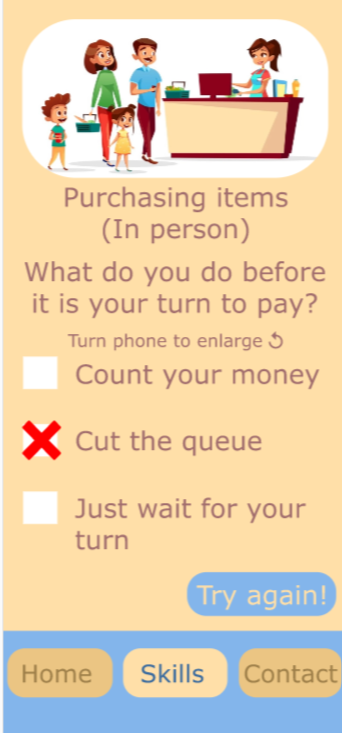 Purchasing items
(In person)
What do you do before
it is your turn to pay?
Turn phone to enlarge
Count your money
Cut the queue
Just wait for your
turn
Try again!
Home
Skills
Contact